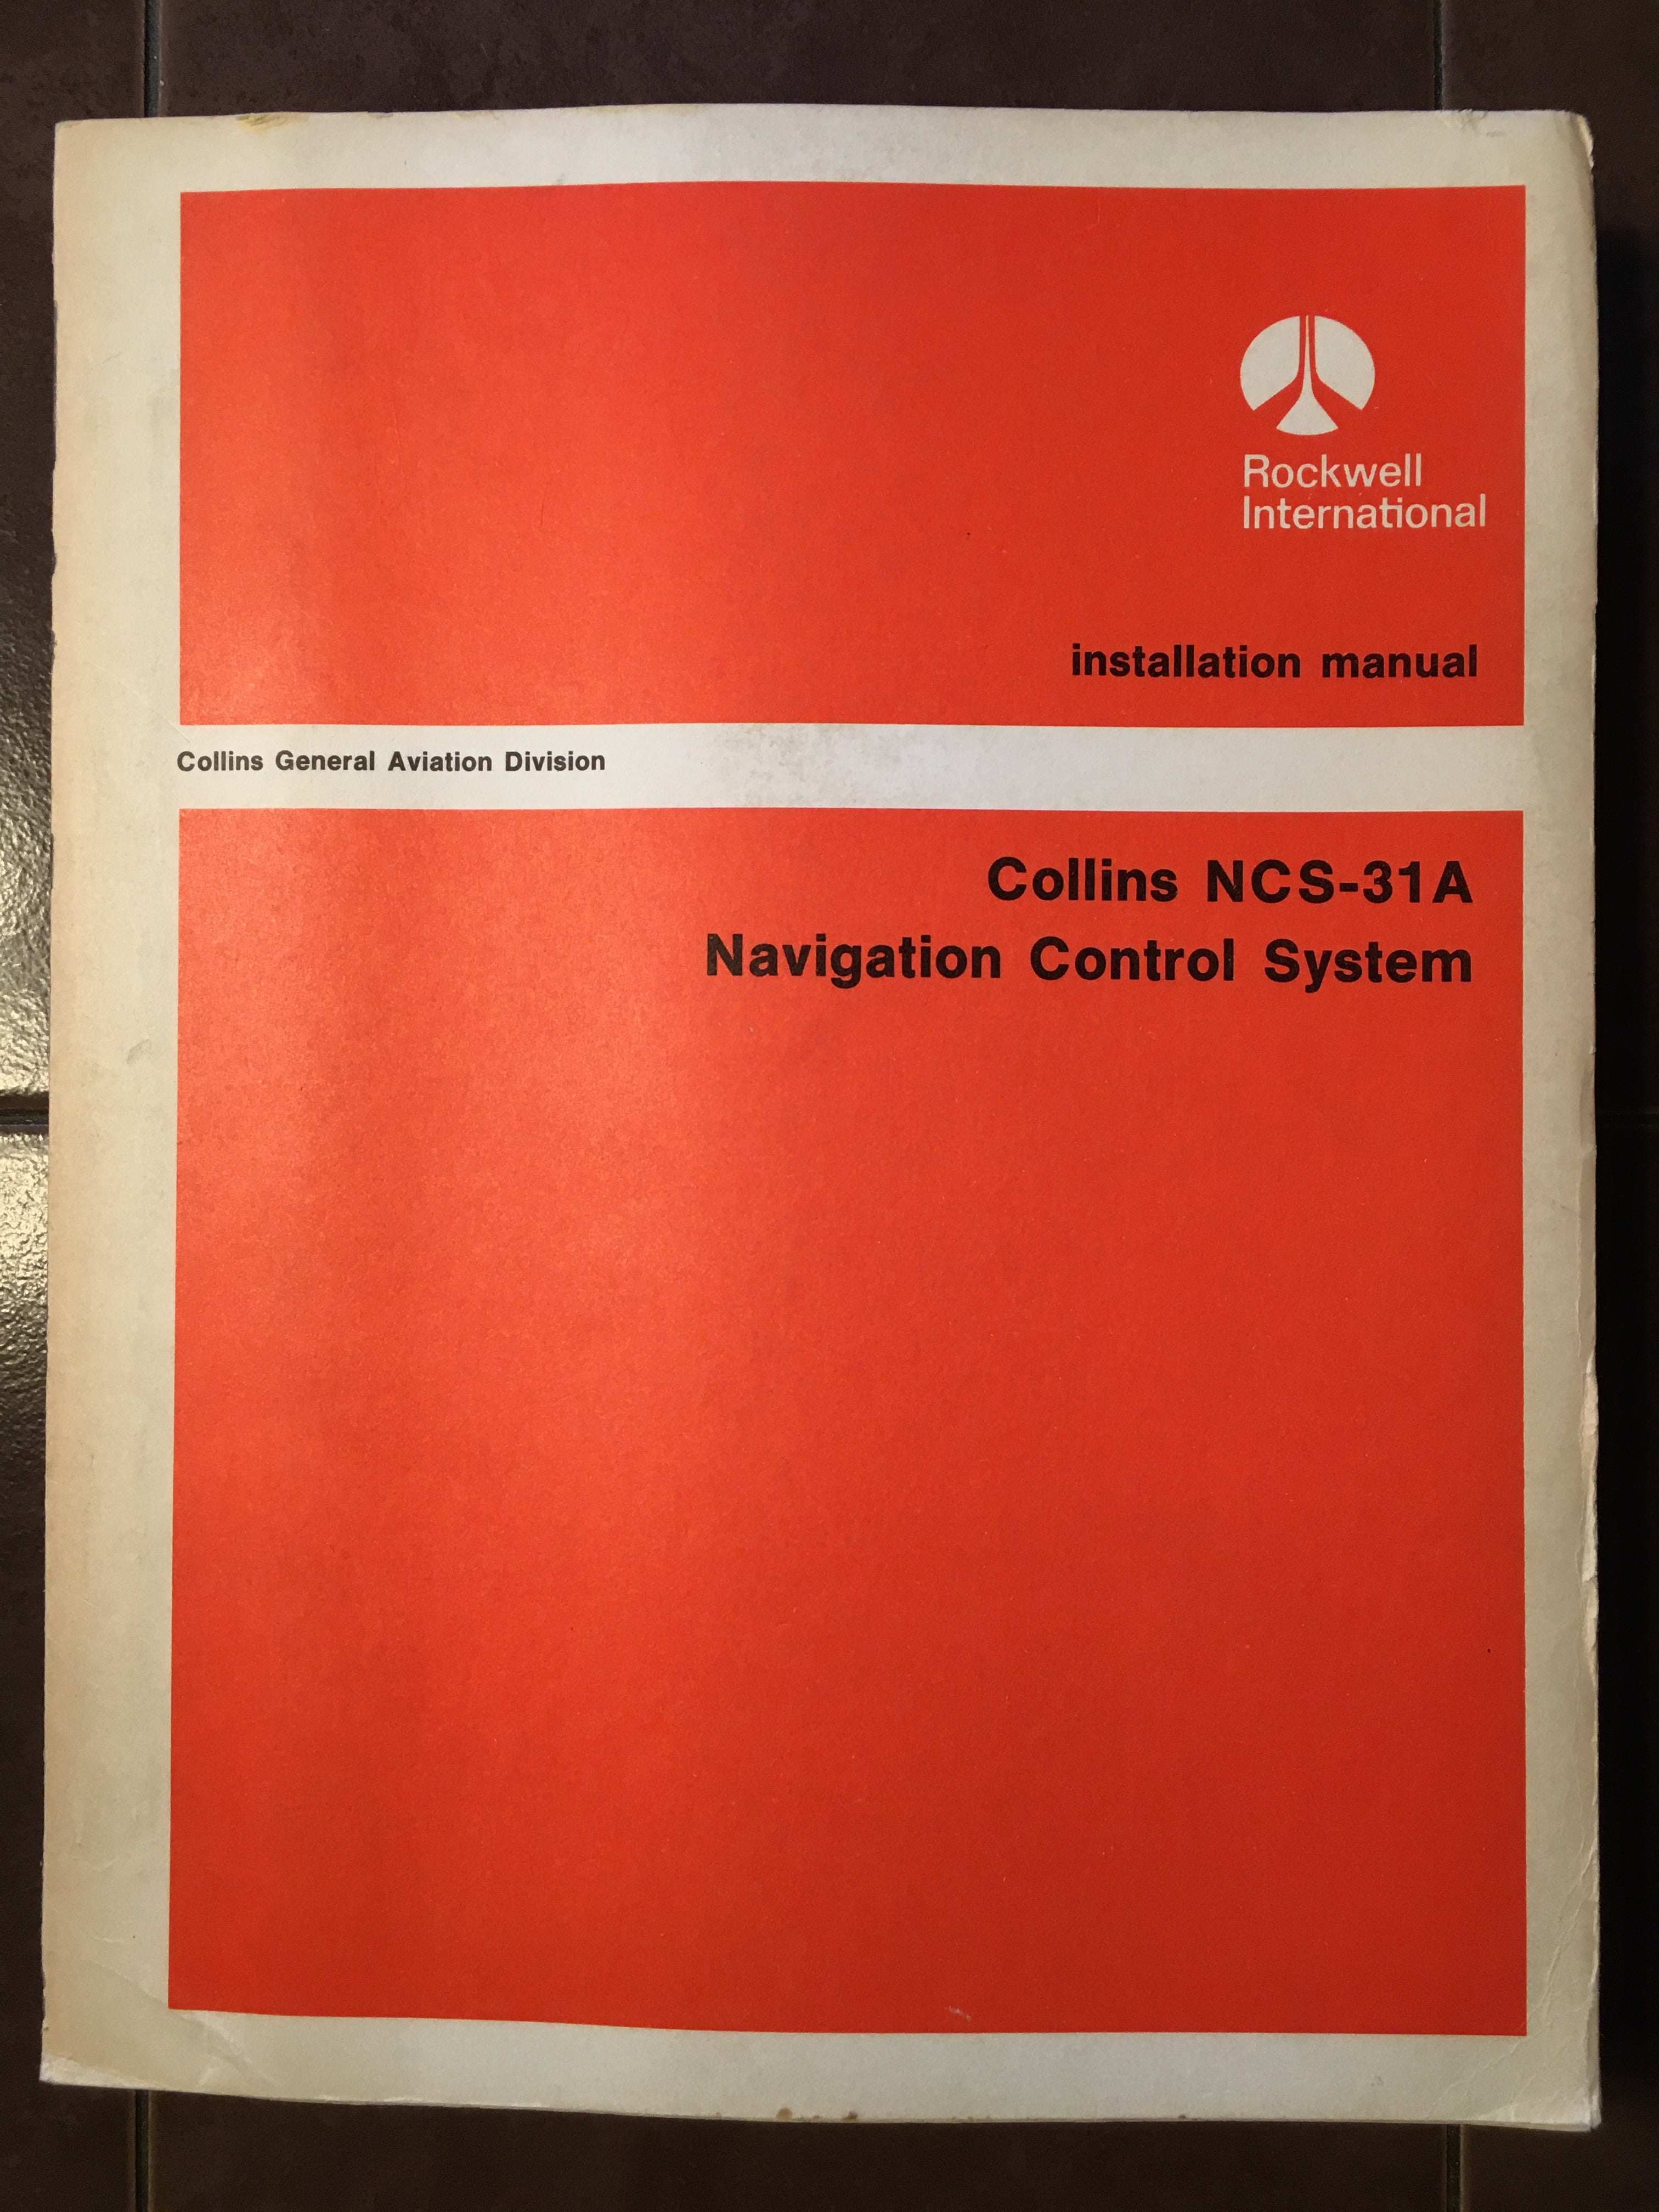 Rockwell
International
installation manual
Collins General Aviation Division
Collins NCS-31A
Navigation Control System